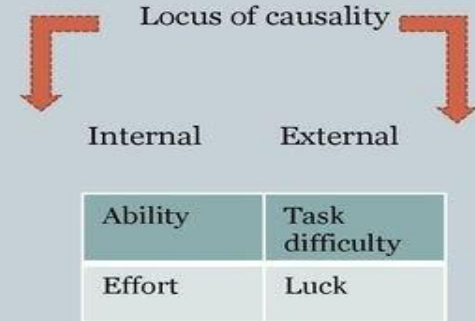 Locus of causality
Internal External
Ability Task
difficulty
Effort Luck